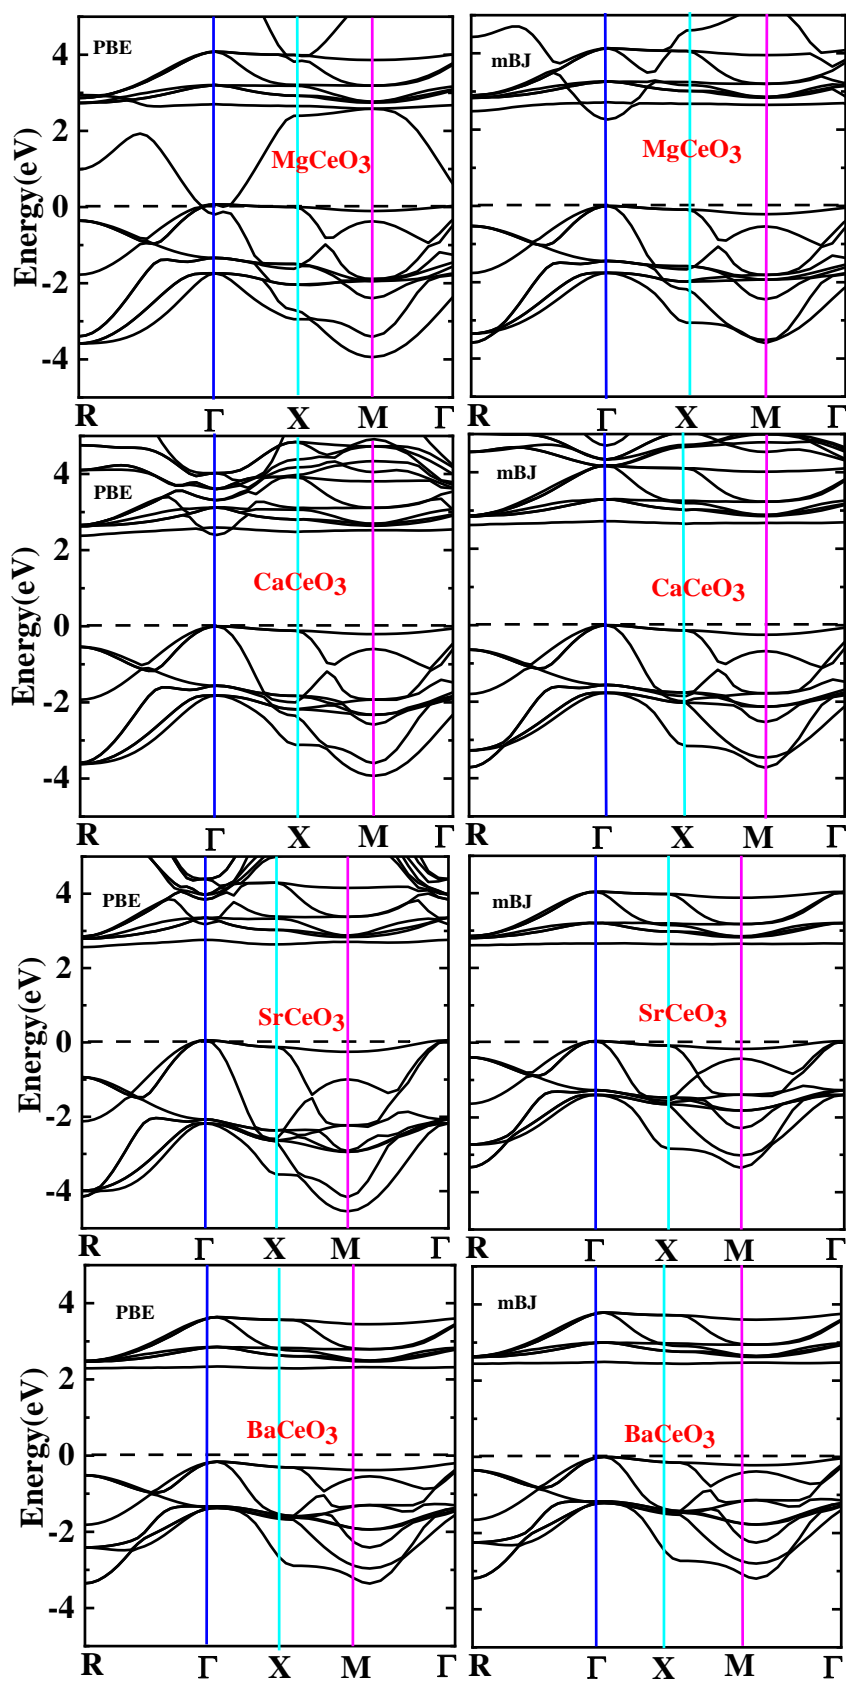 PBE
mBJ
MgCeO3
MgCeO3
Energy(eV)
4
2
0
-2
-4
R Γ X M Γ
R Γ X M Γ
PBE
mBJ
CaCeO3
CaCeO3
Energy(eV)
4
2
0
-2
-4
R Γ X M Γ
R Γ X M Γ
PBE
mBJ
SrCeO3
SrCeO3
Energy(eV)
4
2
0
-2
-4
R Γ X M Γ
R Γ X M Γ
PBE
mBJ
BaCeO3
BaCeO3
Energy(eV)
4
2
0
-2
-4
R Γ X M Γ
R Γ X M Γ